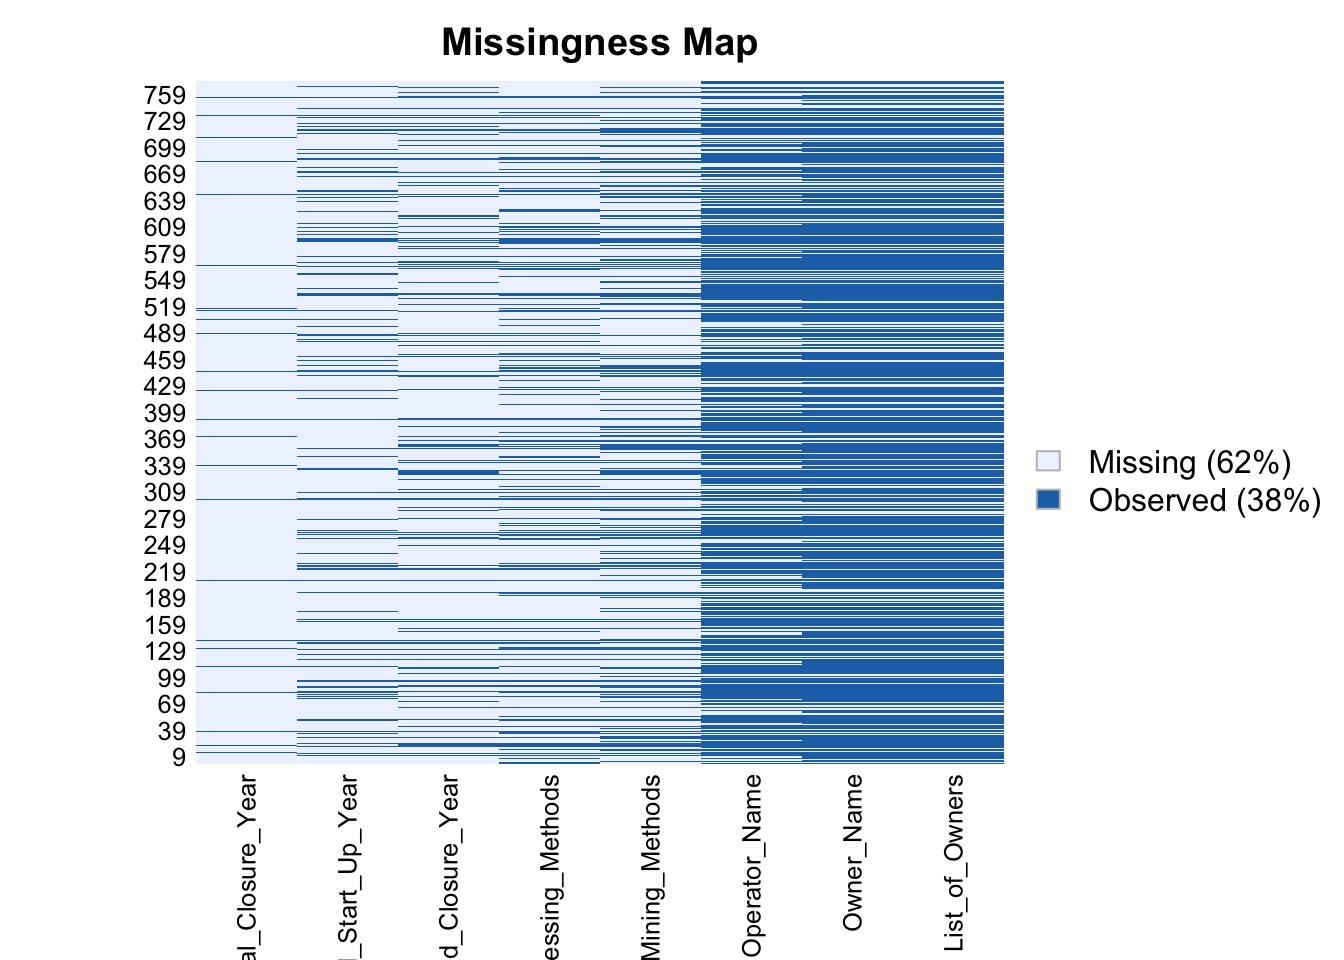 Missingness Map
759
729
699
669
639
609
579
549
519
489
459
429
399
369
339
309
279
249
219
189
159
129
99
69
39
9
Missing (62%)
Observed (38%)
al_Closure_Year
_Start_Up_Year
d_Closure_Year
essing_Methods
Mining_Methods
Operator_Name
Owner_Name
List_of_Owners